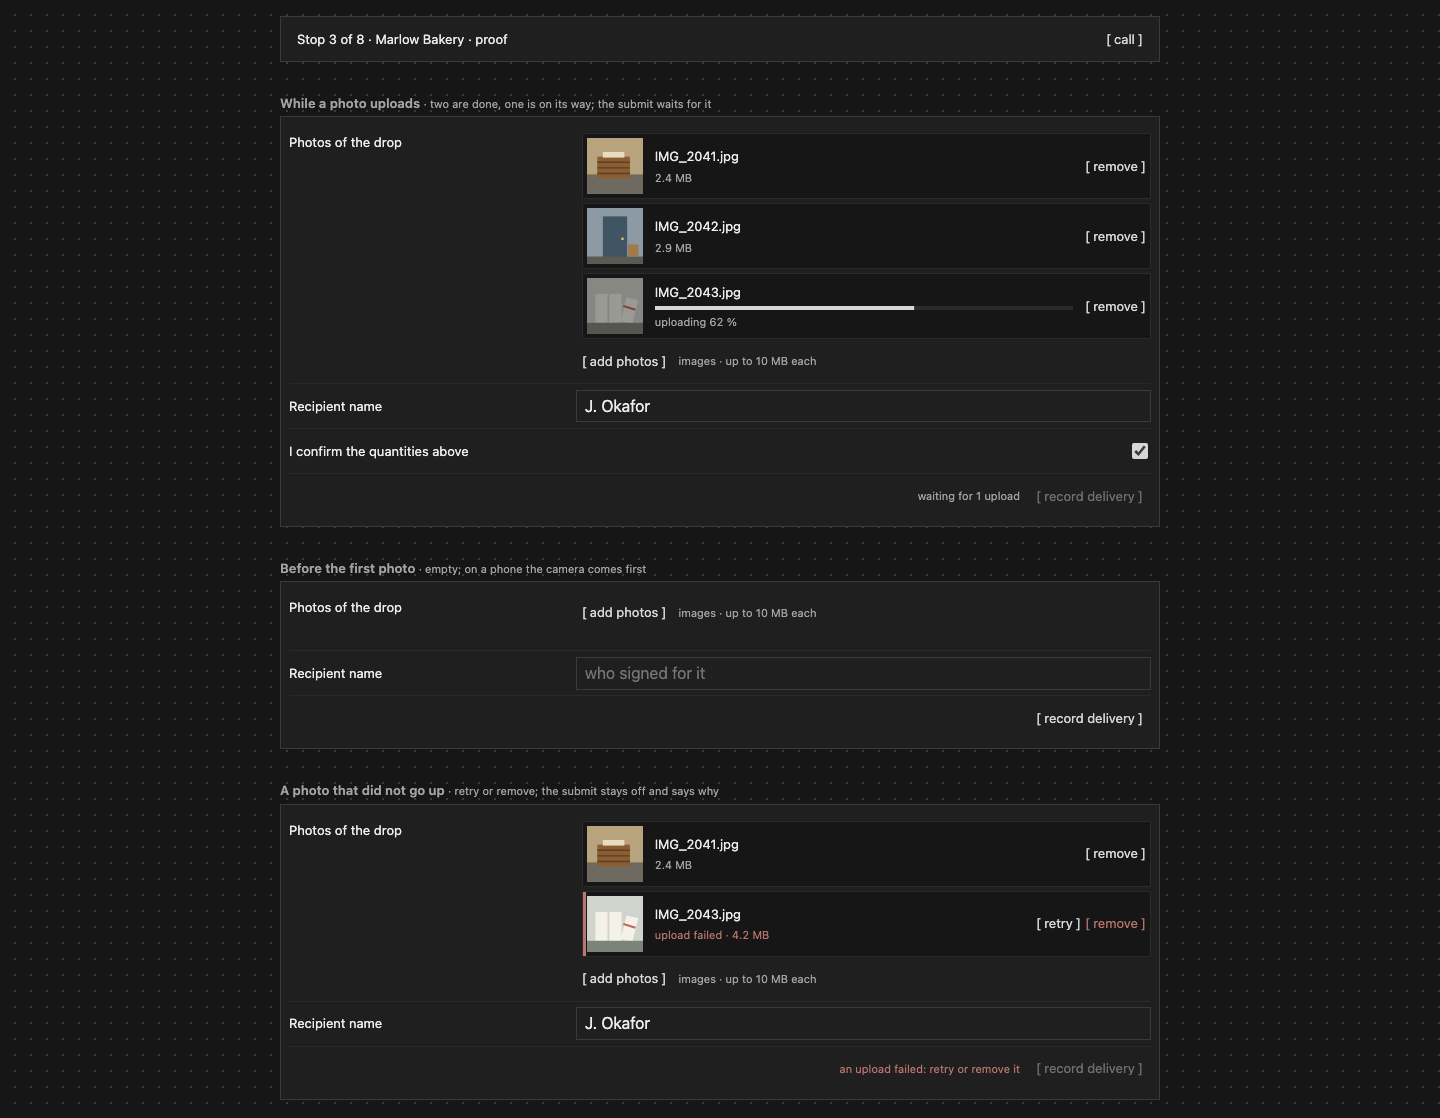 Stop 3 of 8 · Marlow Bakery · proof [ call ]
While a photo uploads · two are done, one is on its way; the submit waits for it
Photos of the drop
IMG_2041.jpg
2.4 MB
[ remove ]
IMG_2042.jpg
2.9 MB
[ remove ]
IMG_2043.jpg
uploading 62 %
[ remove ]
[ add photos ] images · up to 10 MB each
Recipient name J. Okafor
I confirm the quantities above
waiting for 1 upload [ record delivery ]
Before the first photo · empty; on a phone the camera comes first
Photos of the drop [ add photos ] images · up to 10 MB each
Recipient name who signed for it
[ record delivery ]
A photo that did not go up · retry or remove; the submit stays off and says why
Photos of the drop
IMG_2041.jpg
2.4 MB
[ remove ]
IMG_2043.jpg
upload failed · 4.2 MB
[ retry ] [ remove ]
[ add photos ] images · up to 10 MB each
Recipient name J. Okafor
an upload failed: retry or remove it [ record delivery ]